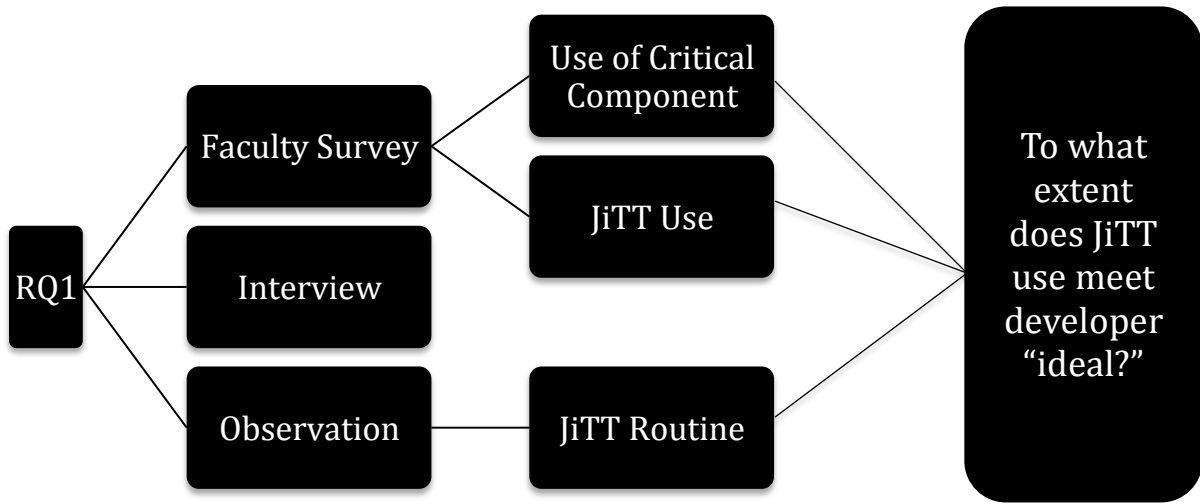 RQ1
Faculty Survey
Interview
Observation
Use of Critical
Component
JiTT Use
JiTT Routine
To what
extent
does JiTT
use meet
developer
“ideal?”